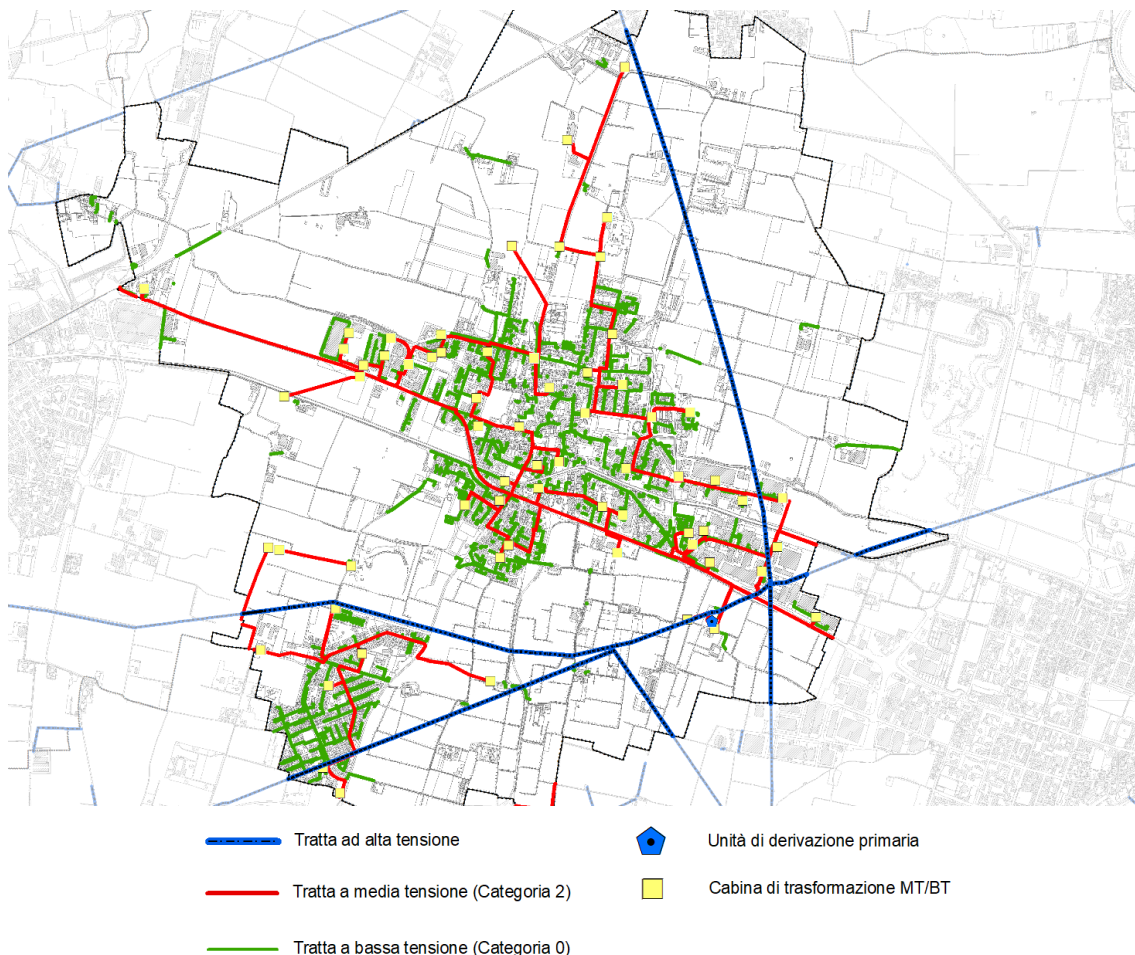 Tratta ad alta tensione
Unità di derivazione primaria
Tratta a media tensione (Categoria 2)
Cabina di trasformazione MT/BT
Tratta a bassa tensione (Categoria 0)